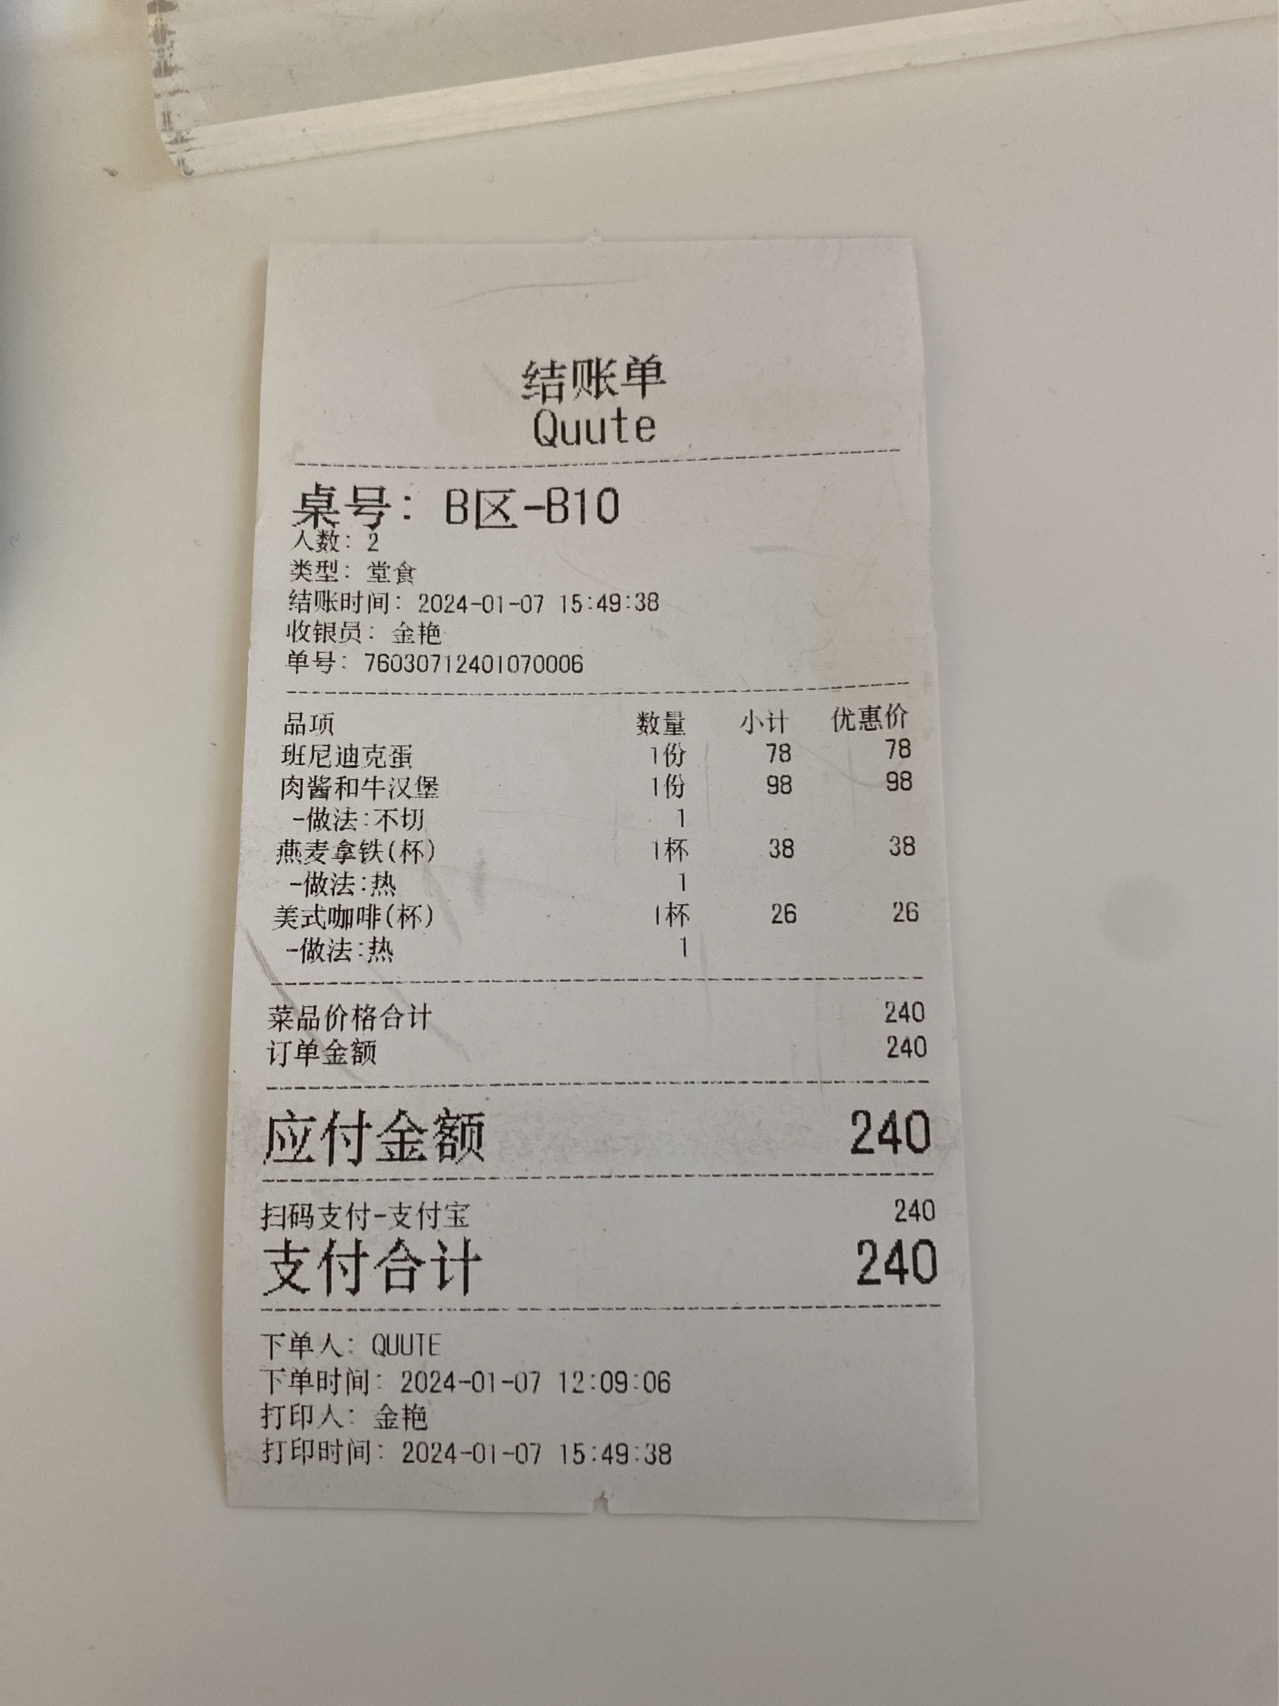 结账单
Quute
桌号: B区-B10
人数: 2
类型: 堂食
结账时间: 2024-01-07 15:49:38
收银员: 金艳
单号: 76030712401070006
品项 数量 小计 优惠价
班尼迪克蛋 1份 78 78
肉酱和牛汉堡 1份 98 98
-做法:不切 1
燕麦拿铁(杯) 1杯 38 38
-做法:热 1
美式咖啡(杯) 1杯 26 26
-做法:热 1
菜品价格合计 240
订单金额 240
应付金额 240
扫码支付-支付宝 240
支付合计 240
下单人: QUUTE
下单时间: 2024-01-07 12:09:06
打印人: 金艳
打印时间: 2024-01-07 15:49:38